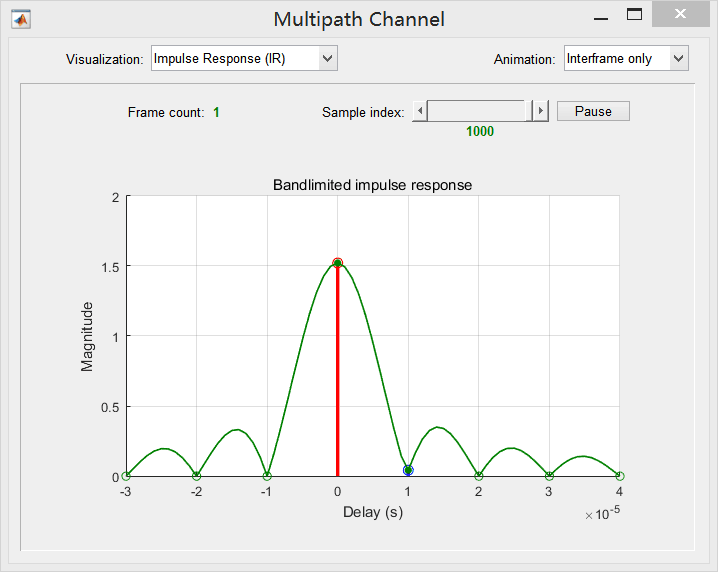 Multipath Channel
Visualization: Impulse Response (IR) Animation: Interframe only
Frame count: 1 Sample index: Pause
1000
Bandlimited impulse response
2
1.5
1
0.5
0
Magnitude
-3 -2 -1 0 1 2 3 4
Delay (s) ×10-5